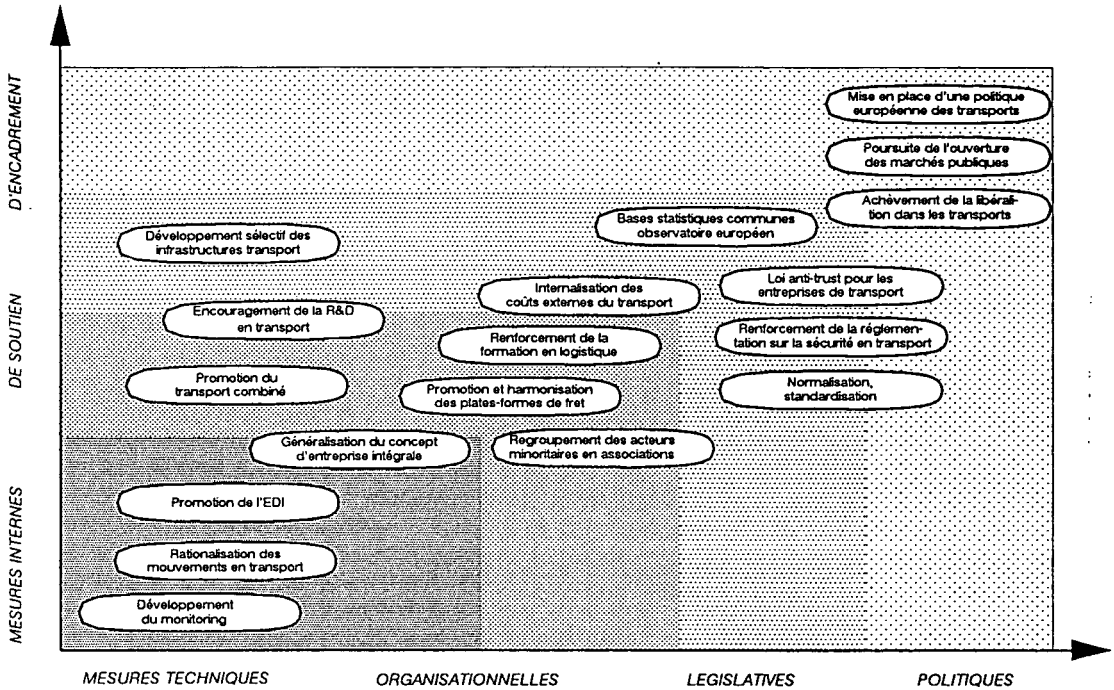 D'ENCADREMENT
DE SOUTIEN
MESURES INTERNES
Mise en place d'une politique
européenne des transports
Poursuite de l'ouverture
des marchés publiques
Achèvement de la libérali-
tion dans les transports
Bases statistiques communes
observatoire européen
Développement sélectif des
infrastructures transport
Internalisation des
coûts externes du transport
Loi anti-trust pour les
entreprises de transport
Encouragement de la R&D
en transport
Renforcement de la
formation en logistique
Renforcement de la réglemen-
tation sur la sécurité en transport
Promotion du
transport combiné
Promotion et harmonisation
des plates-formes de fret
Normalisation,
standardisation
Généralisation du concept
d'entreprise intégrale
Regroupement des acteurs
minoritaires en associations
Promotion de l'EDI
Rationalisation des
mouvements en transport
Développement
du monitoring
MESURES TECHNIQUES
ORGANISATIONNELLES
LEGISLATIVES
POLITIQUES